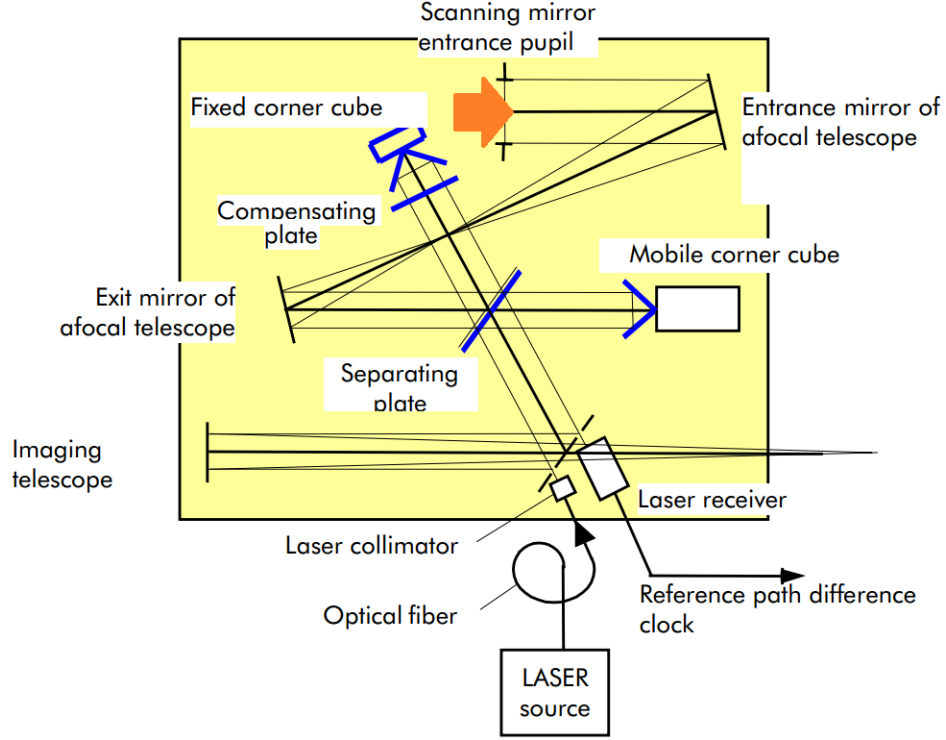 Scanning mirror
entrance pupil
Fixed corner cube
Entrance mirror of
afocal telescope
Compensating
plate
Mobile corner cube
Exit mirror of
afocal telescope
Separating
plate
Imaging
telescope
Laser receiver
Laser collimator
Reference path difference
clock
Optical fiber
LASER
source